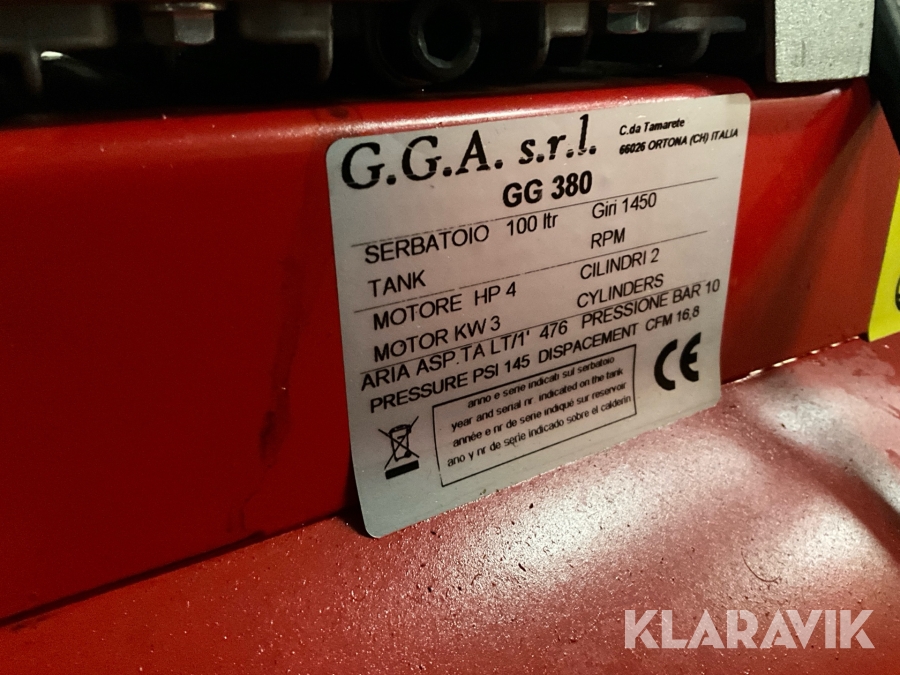 G.G.A. s.r.l.
C.da Tamarete
66026 ORTONA (CH) ITALIA
GG 380
SERBATOIO 100 ltr Giri 1450
TANK RPM
MOTORE HP 4 CILINDRI 2
MOTOR KW 3 CYLINDERS
ARIA ASP.TA LT/1' 476 PRESSIONE BAR 10
PRESSURE PSI 145 DISPACEMENT CFM 16,8
anno e serie indicati sul serbatoio
year and serial nr. indicated on the tank
année e nr de serie indiqué sur reservoir
ano y nr de serie indicado sobre el calderin
CE
KLARAVIK